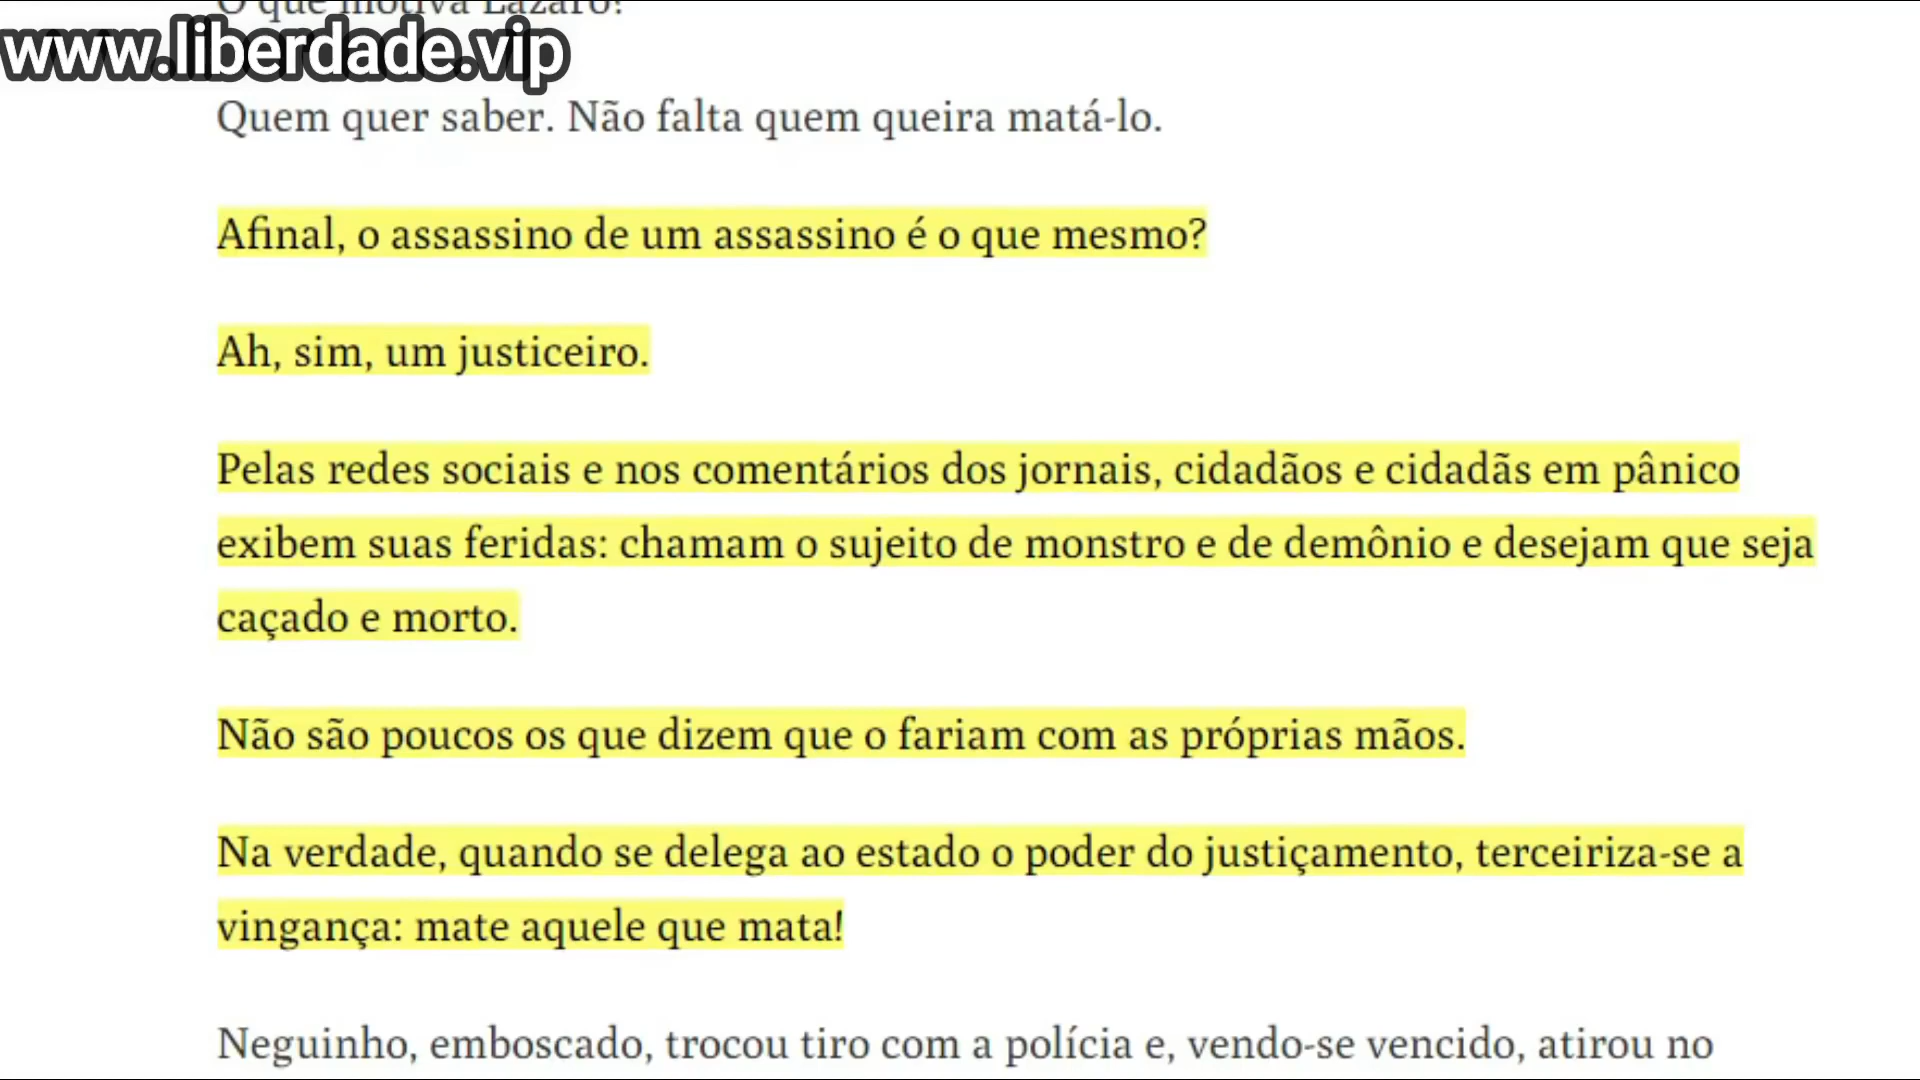 O que motiva Lázaro?
www.liberdade.vip
Quem quer saber. Não falta quem queira matá-lo.
Afinal, o assassino de um assassino é o que mesmo?
Ah, sim, um justiceiro.
Pelas redes sociais e nos comentários dos jornais, cidadãos e cidadãs em pânico
exibem suas feridas: chamam o sujeito de monstro e de demônio e desejam que seja
caçado e morto.
Não são poucos os que dizem que o fariam com as próprias mãos.
Na verdade, quando se delega ao estado o poder do justiçamento, terceiriza-se a
vingança: mate aquele que mata!
Neguinho, emboscado, trocou tiro com a polícia e, vendo-se vencido, atirou no